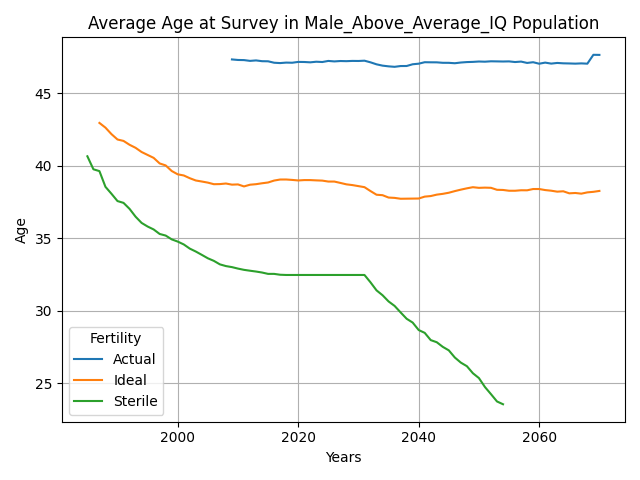 Average Age at Survey in Male_Above_Average_IQ Population
Age
45
40
35
30
25
Fertility
Actual
Ideal
Sterile
2000
2020
2040
2060
Years